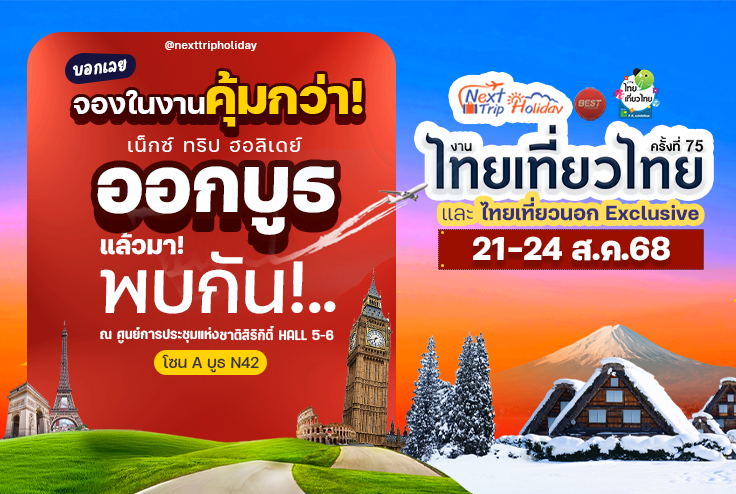 @nexttripholiday
บอกเลย
จองในงานคุ้มกว่า!
เน็กซ์ ทริป ฮอลิเดย์
ออกบูธ
แล้วมา!
พบกัน!..
ณ ศูนย์การประชุมแห่งชาติสิริกิติ์ HALL 5-6
โซน A บูธ N42
Next Trip Holiday
BEST
ไทยเที่ยวไทย
งาน
ครั้งที่ 75
ไทยเที่ยวไทย
และ ไทยเที่ยวนอก Exclusive
21-24 ส.ค.68